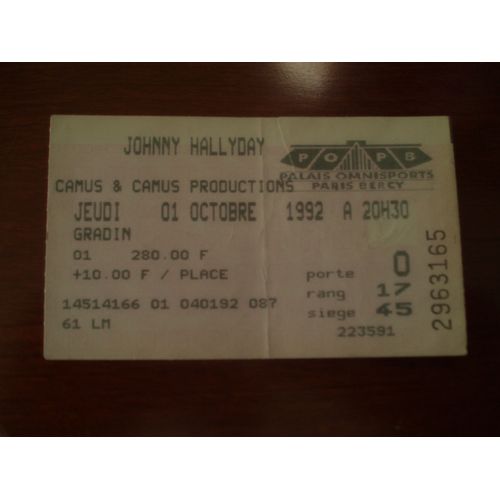 JOHNNY HALLYDAY
POPB
PALAIS OMNISPORTS
PARIS BERCY
CAMUS & CAMUS PRODUCTIONS
JEUDI 01 OCTOBRE 1992 A 20H30
GRADIN
01 280.00 F
+10.00 F / PLACE
porte 0
rang 17
siege 45
14514166 01 040192 087
61 LM
223591
2963165